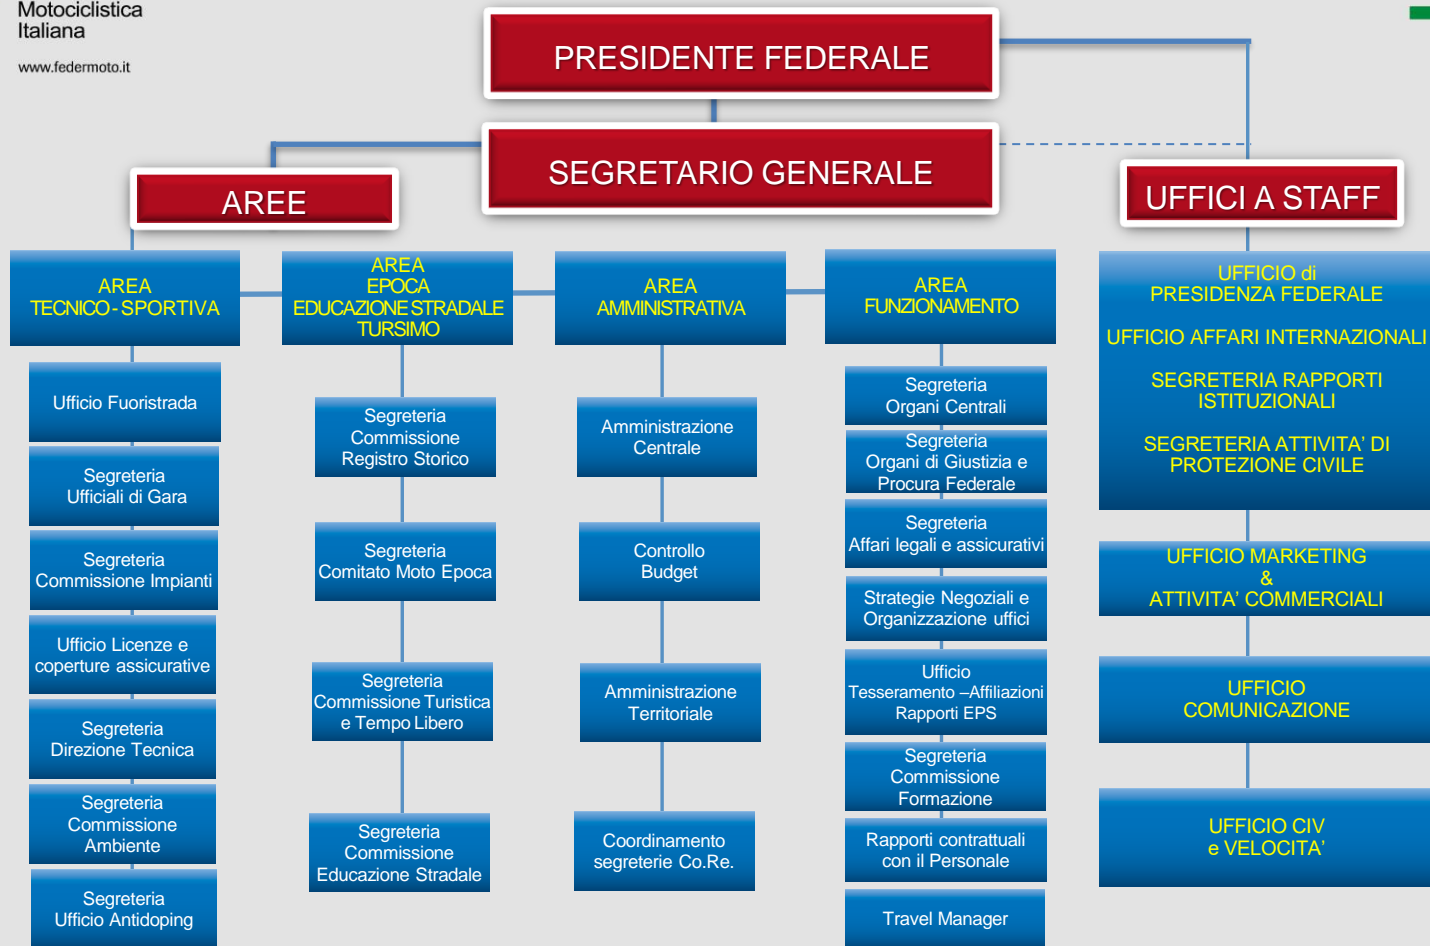 Motociclistica
Italiana
www.federmoto.it
PRESIDENTE FEDERALE
SEGRETARIO GENERALE
AREE
UFFICI A STAFF
AREA
TECNICO-SPORTIVA
Ufficio Fuoristrada
Segreteria
Ufficiali di Gara
Segreteria
Commissione Impianti
Ufficio Licenze e
coperture assicurative
Segreteria
Direzione Tecnica
Segreteria
Commissione
Ambiente
Segreteria
Ufficio Antidoping
AREA
EPOCA
EDUCAZIONE STRADALE
TURSIMO
Segreteria
Commissione
Registro Storico
Segreteria
Comitato Moto Epoca
Segreteria
Commissione Turistica
e Tempo Libero
Segreteria
Commissione
Educazione Stradale
AREA
AMMINISTRATIVA
Amministrazione
Centrale
Controllo
Budget
Amministrazione
Territoriale
Coordinamento
segreterie Co.Re.
AREA
FUNZIONAMENTO
Segreteria
Organi Centrali
Segreteria
Organi di Giustizia e
Procura Federale
Segreteria
Affari legali e assicurativi
Strategie Negoziali e
Organizzazione uffici
Ufficio
Tesseramento –Affiliazioni
Rapporti EPS
Segreteria
Commissione
Formazione
Rapporti contrattuali
con il Personale
Travel Manager
UFFICIO di
PRESIDENZA FEDERALE
UFFICIO AFFARI INTERNAZIONALI
SEGRETERIA RAPPORTI
ISTITUZIONALI
SEGRETERIA ATTIVITA’ DI
PROTEZIONE CIVILE
UFFICIO MARKETING
&
ATTIVITA’ COMMERCIALI
UFFICIO
COMUNICAZIONE
UFFICIO CIV
e VELOCITA’